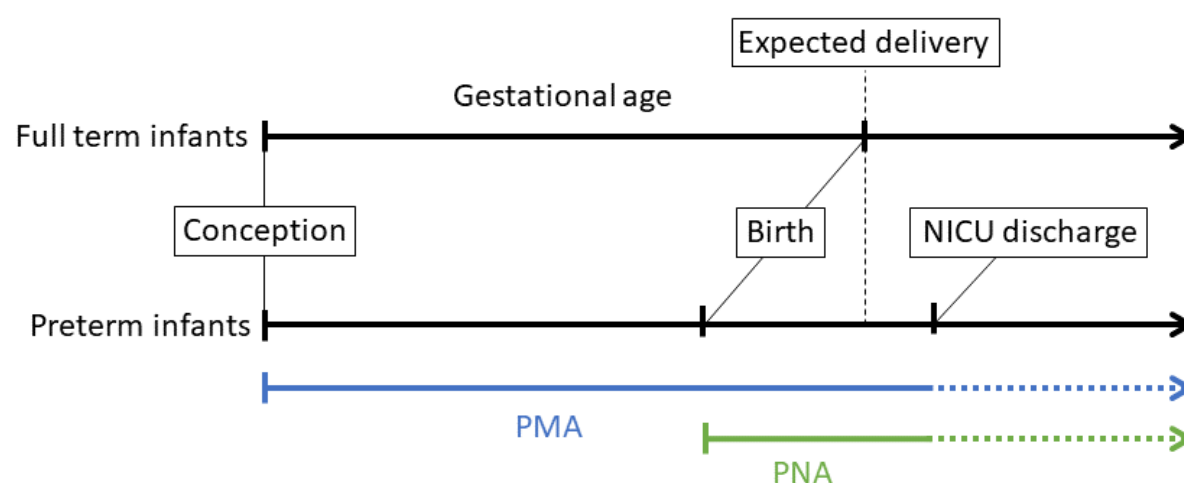 Expected delivery
Gestational age
Full term infants
Conception
Birth
NICU discharge
Preterm infants
PMA
PNA